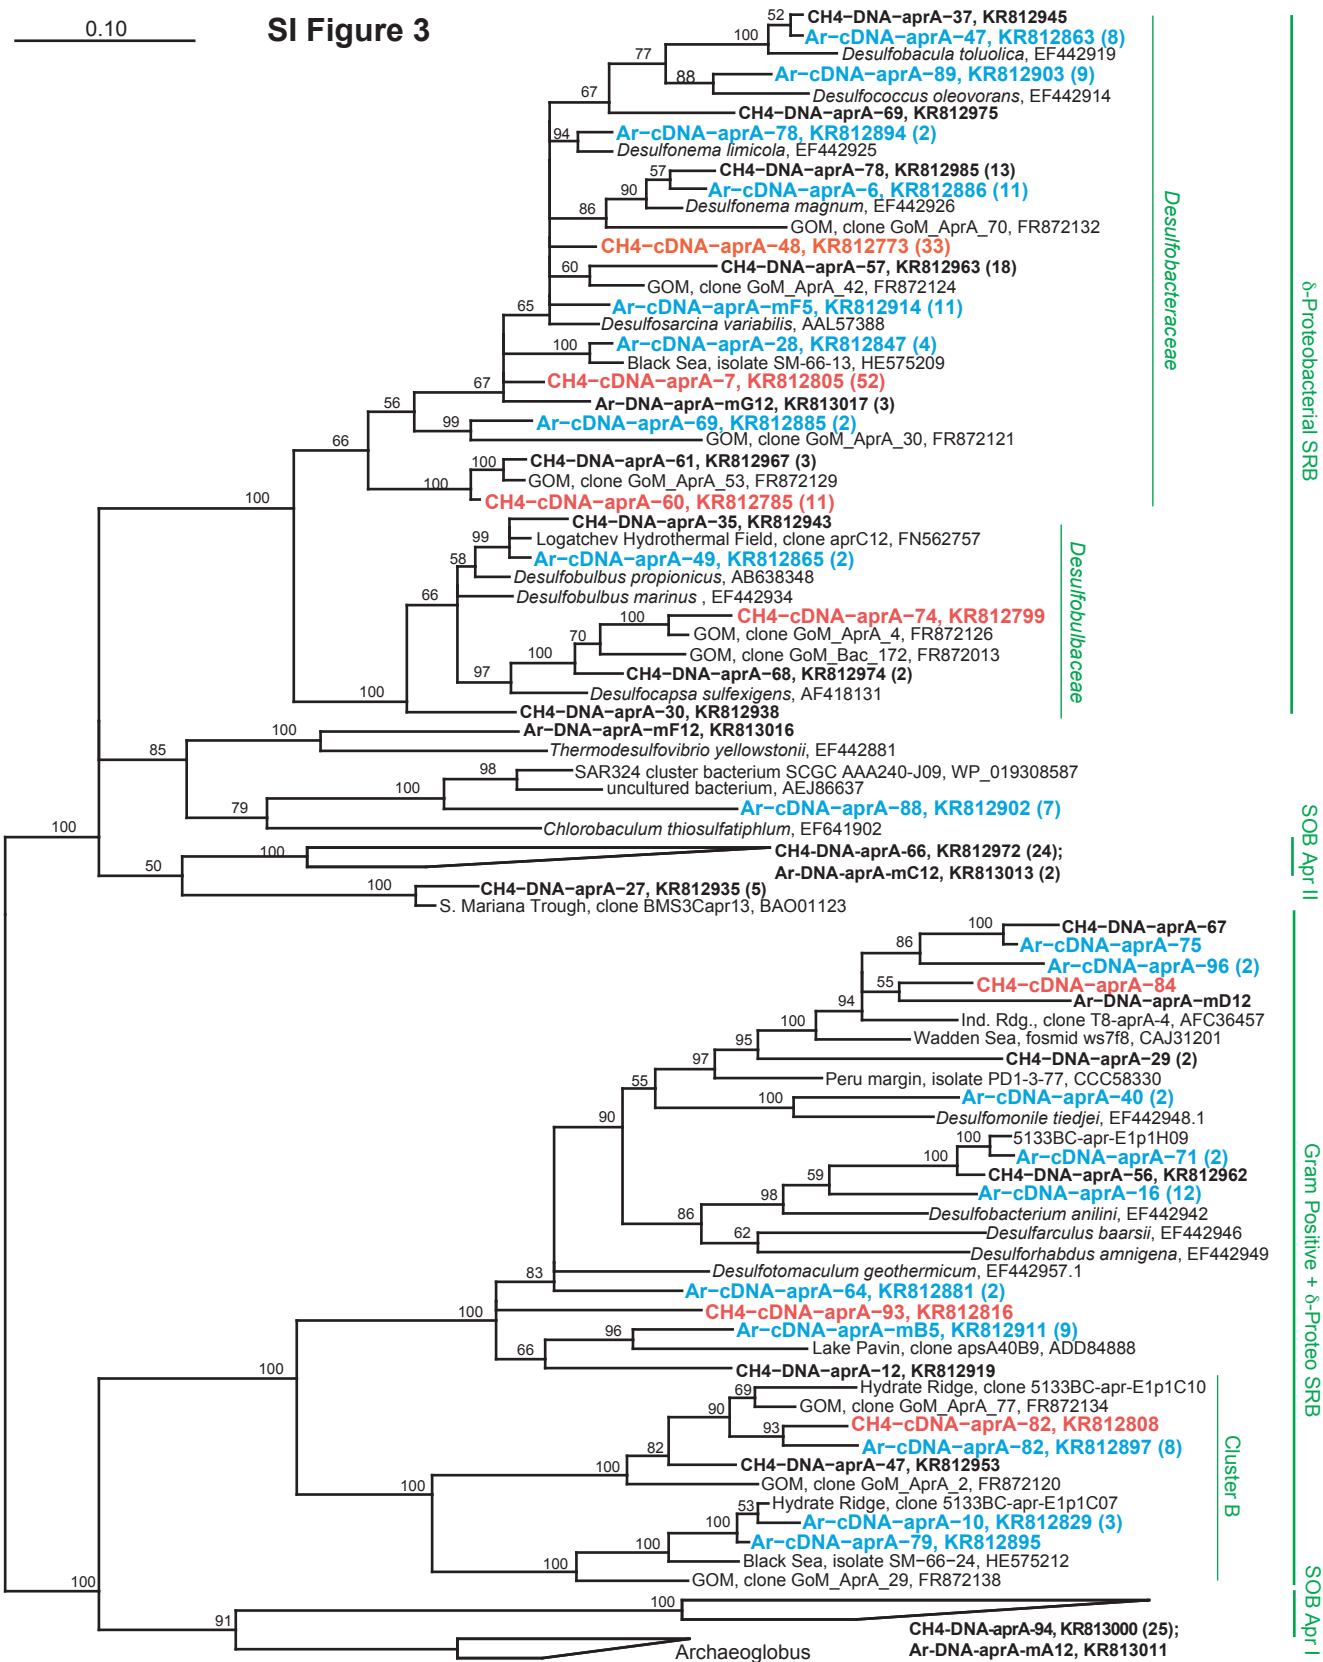 0.10
SI Figure 3
52
CH4−DNA−aprA−37, KR812945
100
Ar−cDNA−aprA−47, KR812863 (8)
Desulfobacula toluolica, EF442919
77
88
Ar−cDNA−aprA−89, KR812903 (9)
67
Desulfococcus oleovorans, EF442914
CH4−DNA−aprA−69, KR812975
94
Ar−cDNA−aprA−78, KR812894 (2)
Desulfonema limicola, EF442925
57
CH4−DNA−aprA−78, KR812985 (13)
90
Ar−cDNA−aprA−6, KR812886 (11)
86
Desulfonema magnum, EF442926
GOM, clone GoM_AprA_70, FR872132
CH4−cDNA−aprA−48, KR812773 (33)
60
CH4−DNA−aprA−57, KR812963 (18)
GOM, clone GoM_AprA_42, FR872124
65
Ar−cDNA−aprA−mF5, KR812914 (11)
Desulfosarcina variabilis, AAL57388
100
Ar−cDNA−aprA−28, KR812847 (4)
Black Sea, isolate SM-66-13, HE575209
67
CH4−cDNA−aprA−7, KR812805 (52)
56
Ar−DNA−aprA−mG12, KR813017 (3)
99
Ar−cDNA−aprA−69, KR812885 (2)
66
GOM, clone GoM_AprA_30, FR872121
100
CH4−DNA−aprA−61, KR812967 (3)
100
GOM, clone GoM_AprA_53, FR872129
100
CH4−cDNA−aprA−60, KR812785 (11)
CH4−DNA−aprA−35, KR812943
99
Logatchev Hydrothermal Field, clone aprC12, FN562757
58
Ar−cDNA−aprA−49, KR812865 (2)
Desulfobulbus propionicus, AB638348
66
Desulfobulbus marinus , EF442934
100
CH4−cDNA−aprA−74, KR812799
70
GOM, clone GoM_AprA_4, FR872126
100
GOM, clone GoM_Bac_172, FR872013
97
CH4−DNA−aprA−68, KR812974 (2)
100
Desulfocapsa sulfexigens, AF418131
CH4−DNA−aprA−30, KR812938
100
Ar−DNA−aprA−mF12, KR813016
85
Thermodesulfovibrio yellowstonii, EF442881
98
SAR324 cluster bacterium SCGC AAA240-J09, WP_019308587
100
uncultured bacterium, AEJ86637
79
Ar−cDNA−aprA−88, KR812902 (7)
100
Chlorobaculum thiosulfatiphlum, EF641902
100
CH4-DNA-aprA-66, KR812972 (24);
50
Ar-DNA-aprA-mC12, KR813013 (2)
100
CH4−DNA−aprA−27, KR812935 (5)
S. Mariana Trough, clone BMS3Capr13, BAO01123
100
CH4−DNA−aprA−67
86
Ar−cDNA−aprA−75
Ar−cDNA−aprA−96 (2)
55
CH4−cDNA−aprA−84
94
Ar−DNA−aprA−mD12
100
Ind. Rdg., clone T8-aprA-4, AFC36457
95
Wadden Sea, fosmid ws7f8, CAJ31201
97
CH4−DNA−aprA−29 (2)
55
Peru margin, isolate PD1-3-77, CCC58330
100
Ar−cDNA−aprA−40 (2)
90
Desulfomonile tiedjei, EF442948.1
100
5133BC-apr-E1p1H09
100
Ar−cDNA−aprA−71 (2)
59
CH4−DNA−aprA−56, KR812962
98
Ar−cDNA−aprA−16 (12)
86
Desulfobacterium anilini, EF442942
62
Desulfarculus baarsii, EF442946
Desulforhabdus amnigena, EF442949
83
Desulfotomaculum geothermicum, EF442957.1
Ar−cDNA−aprA−64, KR812881 (2)
100
CH4−cDNA−aprA−93, KR812816
96
Ar−cDNA−aprA−mB5, KR812911 (9)
66
Lake Pavin, clone apsA40B9, ADD84888
100
CH4−DNA−aprA−12, KR812919
69
Hydrate Ridge, clone 5133BC-apr-E1p1C10
90
GOM, clone GoM_AprA_77, FR872134
93
CH4−cDNA−aprA−82, KR812808
82
Ar−cDNA−aprA−82, KR812897 (8)
100
CH4−DNA−aprA−47, KR812953
100
GOM, clone GoM_AprA_2, FR872120
53
Hydrate Ridge, clone 5133BC-apr-E1p1C07
100
Ar−cDNA−aprA−10, KR812829 (3)
100
Ar−cDNA−aprA−79, KR812895
100
Black Sea, isolate SM−66−24, HE575212
100
GOM, clone GoM_AprA_29, FR872138
100
91
CH4-DNA-aprA-94, KR813000 (25);
Archaeoglobus
Ar-DNA-aprA-mA12, KR813011
Desulfobacteraceae
Desulfobulbaceae
δ-Proteobacterial SRB
SOB Apr II
Gram Positive + δ-Proteo SRB
Cluster B
SOB Apr I